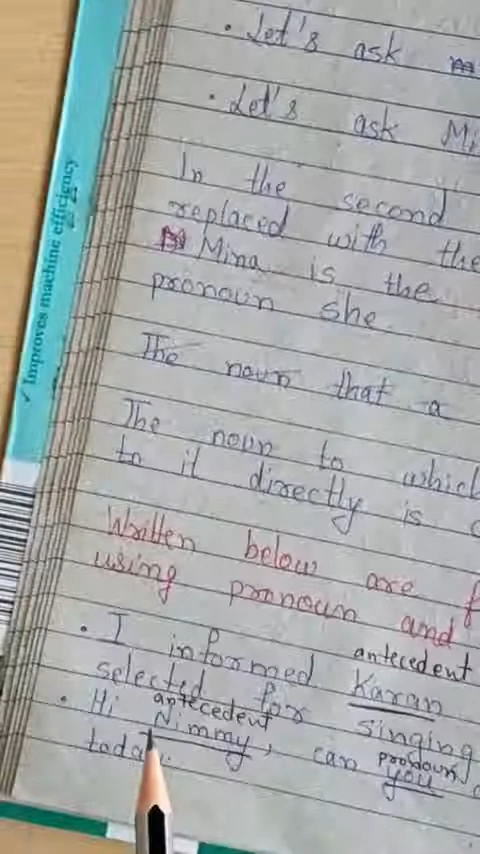 ✓ Improves machine efficiency
• Let's ask
• Let's ask
In the second
replaced with the
Mina is the
pronoun she.
The noun that a
The noun to which
to it directly is
Written below are
using pronoun and
antecedent
• I informed Karan
selected for singing
antecedent
• Hi Nimmy, can you
pronoun
today.